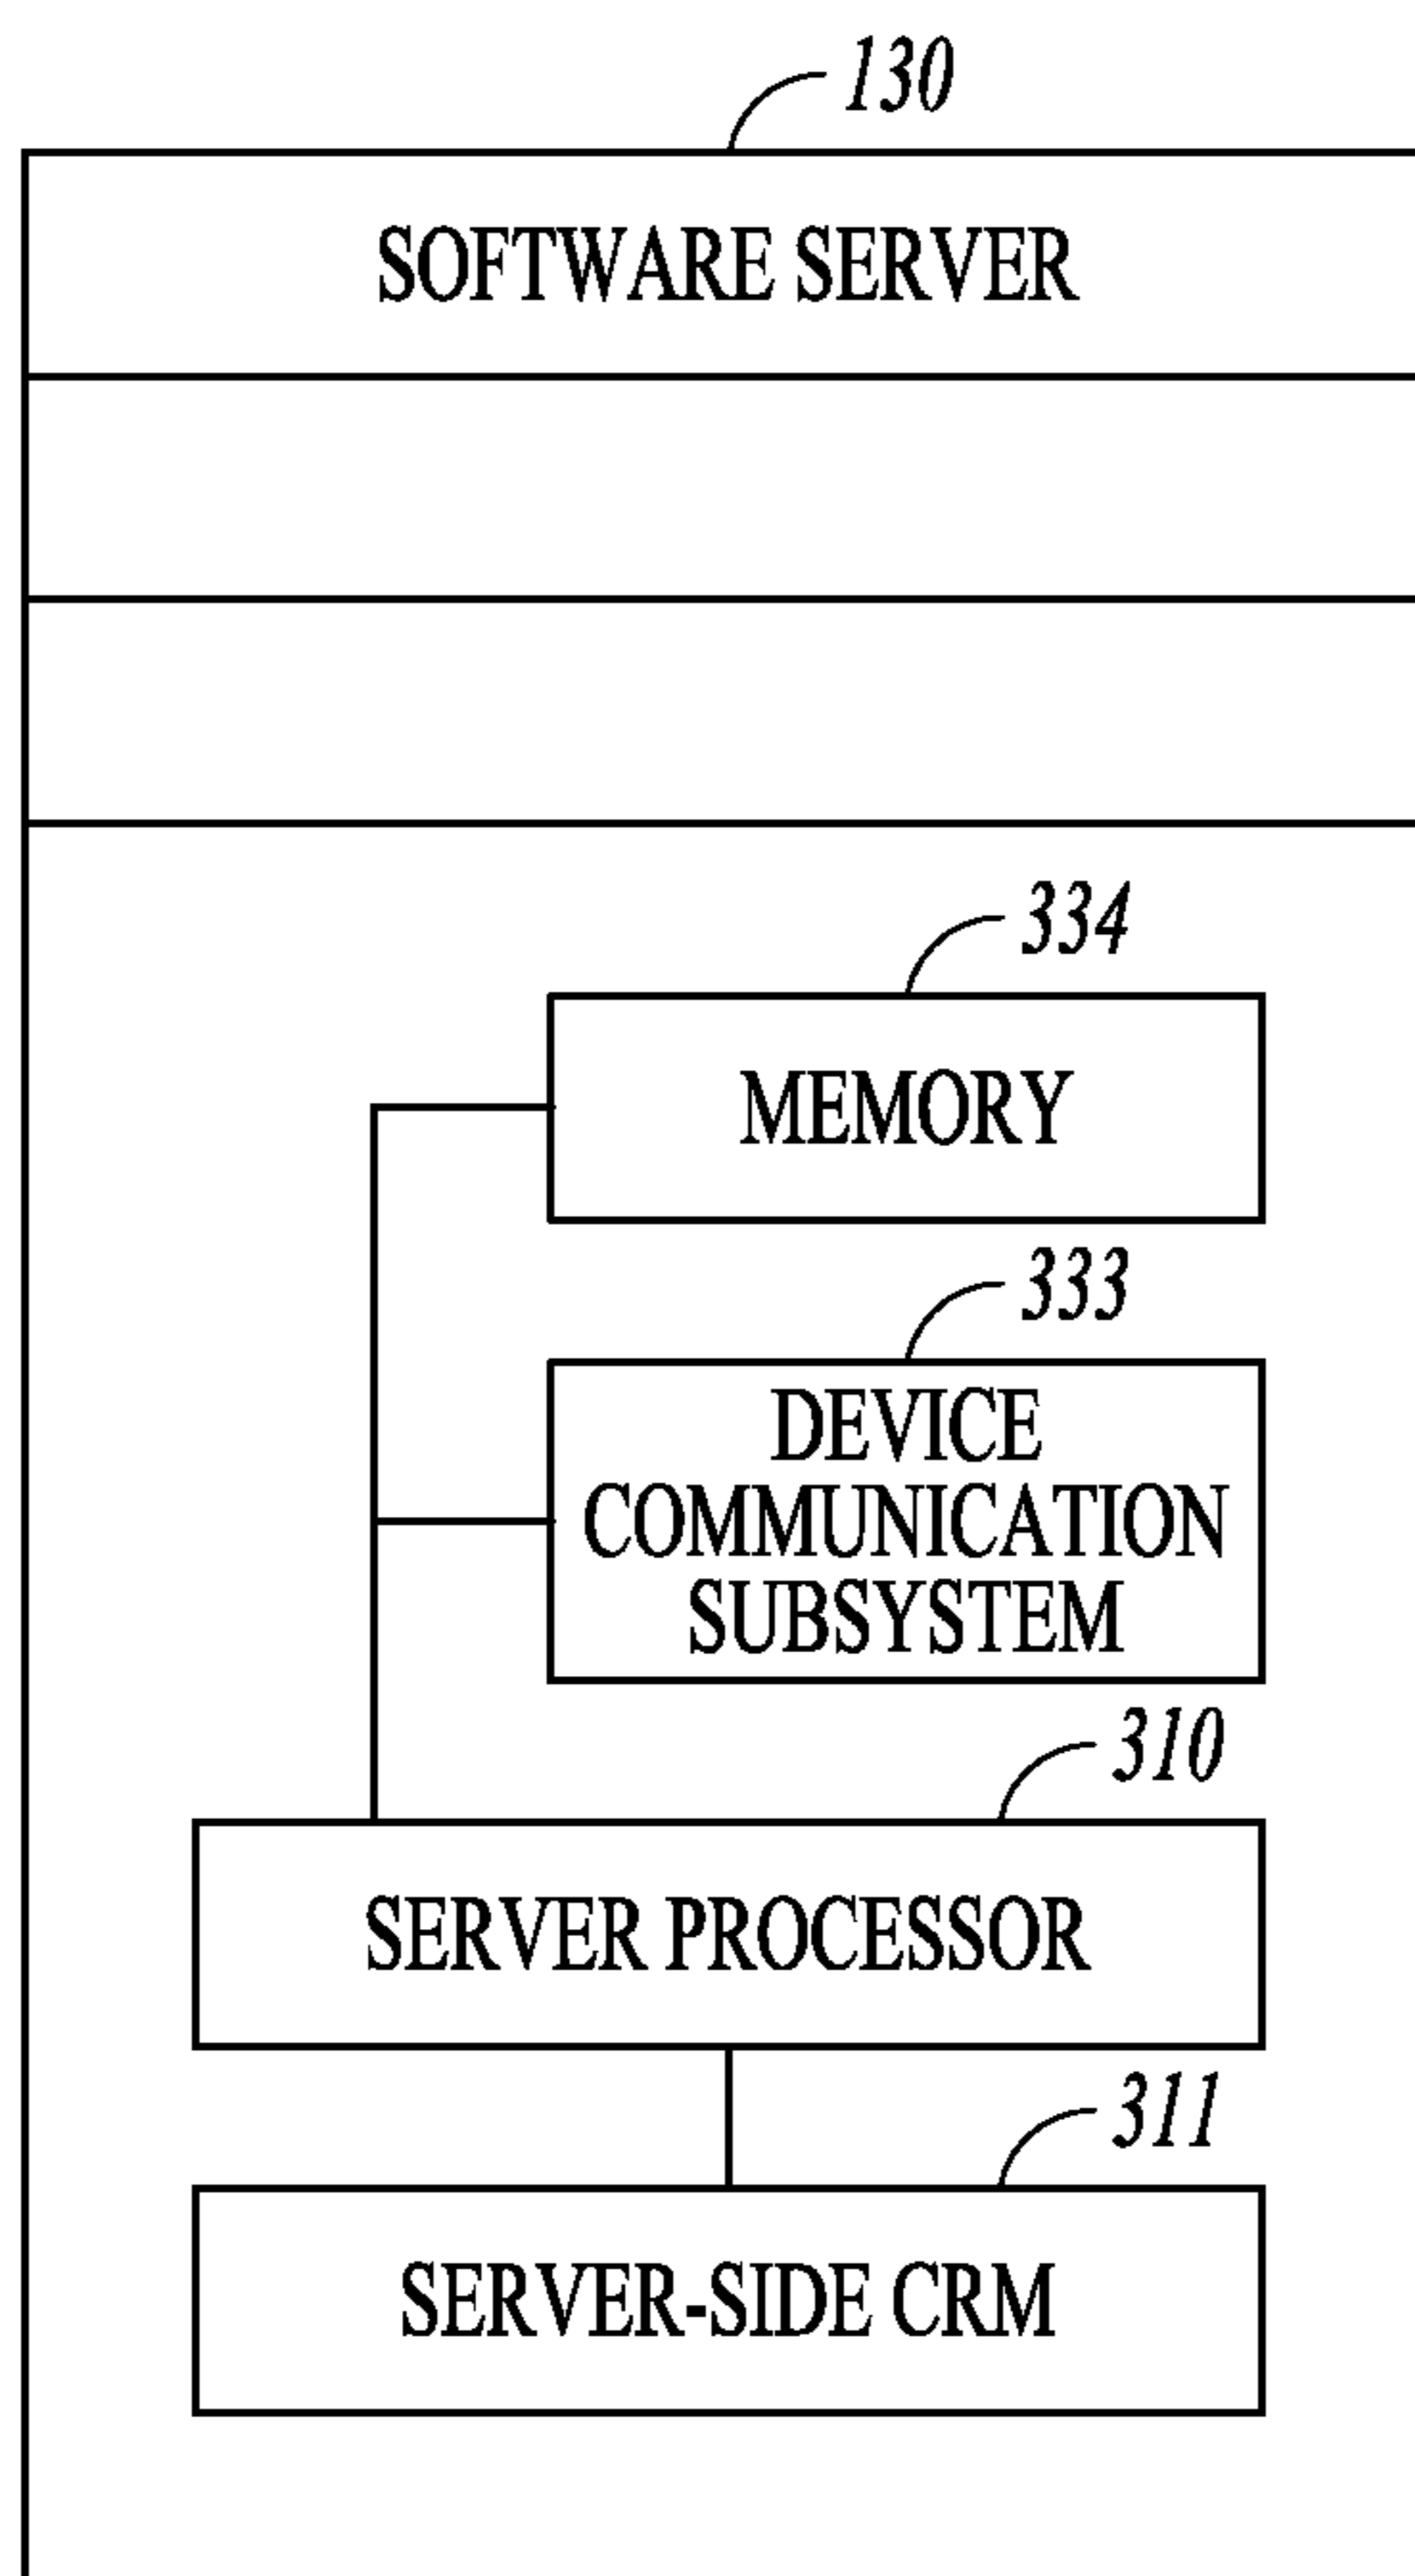 130
SOFTWARE SERVER
334
MEMORY
333
DEVICE
COMMUNICATION
SUBSYSTEM
310
SERVER PROCESSOR
311
SERVER-SIDE CRM